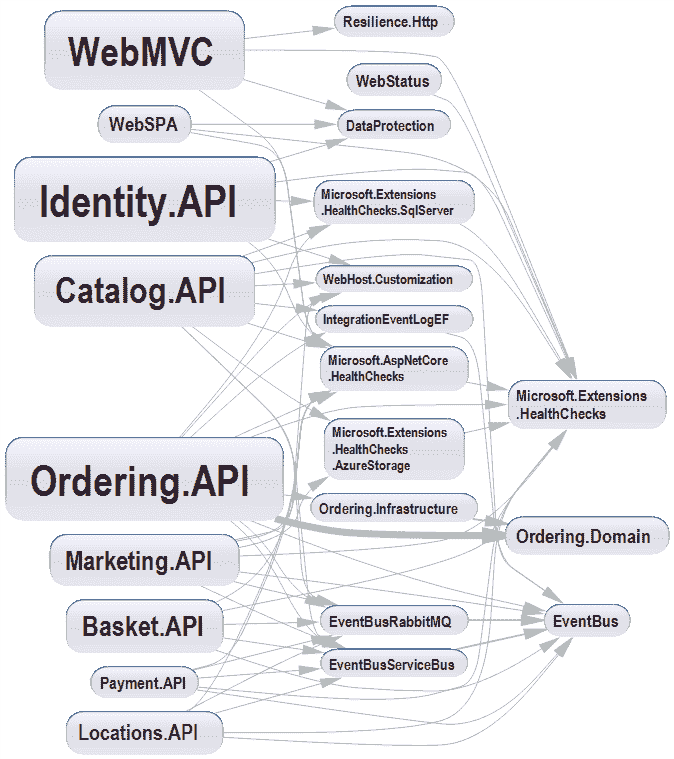 WebMVC
Resilience.Http
WebStatus
WebSPA
DataProtection
Identity.API
Microsoft.Extensions
.HealthChecks.SqlServer
Catalog.API
WebHost.Customization
IntegrationEventLogEF
Microsoft.AspNetCore
.HealthChecks
Microsoft.Extensions
.HealthChecks
Microsoft.Extensions
.HealthChecks
.AzureStorage
Ordering.API
Ordering.Infrastructure
Ordering.Domain
Marketing.API
Basket.API
EventBusRabbitMQ
EventBus
EventBusServiceBus
Payment.API
Locations.API